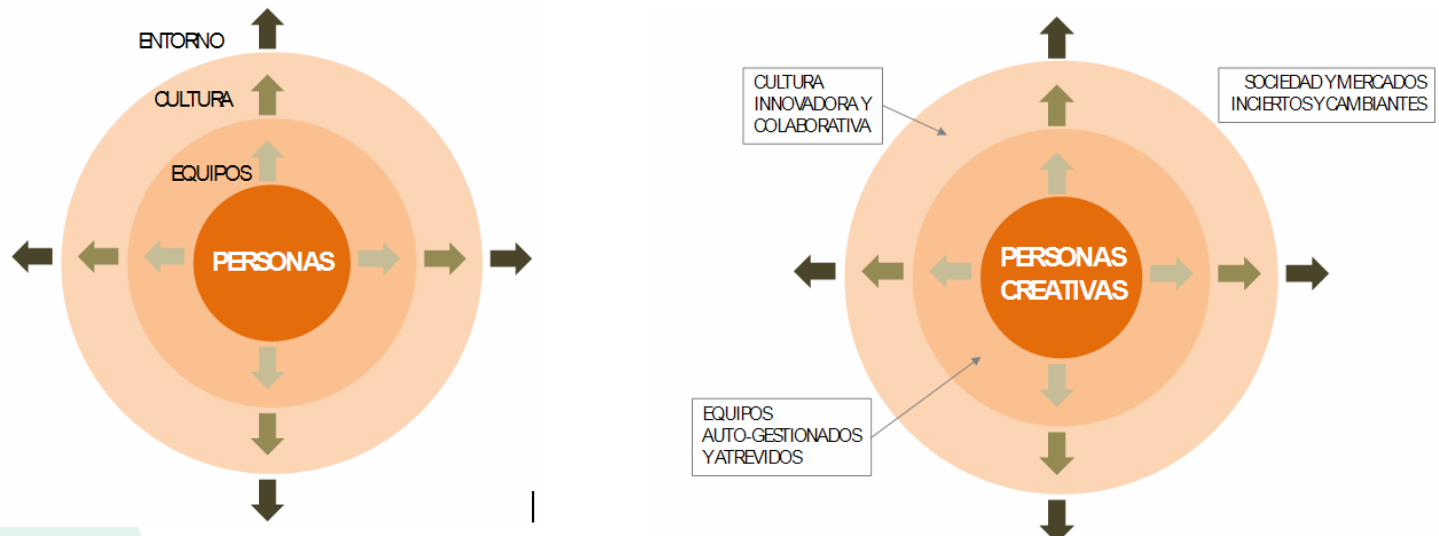 ENTORNO
CULTURA
EQUIPOS
PERSONAS
CULTURA
INNOVADORA Y
COLABORATIVA
SOCIEDAD Y MERCADOS
INCIERTOS Y CAMBIANTES
PERSONAS
CREATIVAS
EQUIPOS
AUTO-GESTIONADOS
Y ATREVIDOS